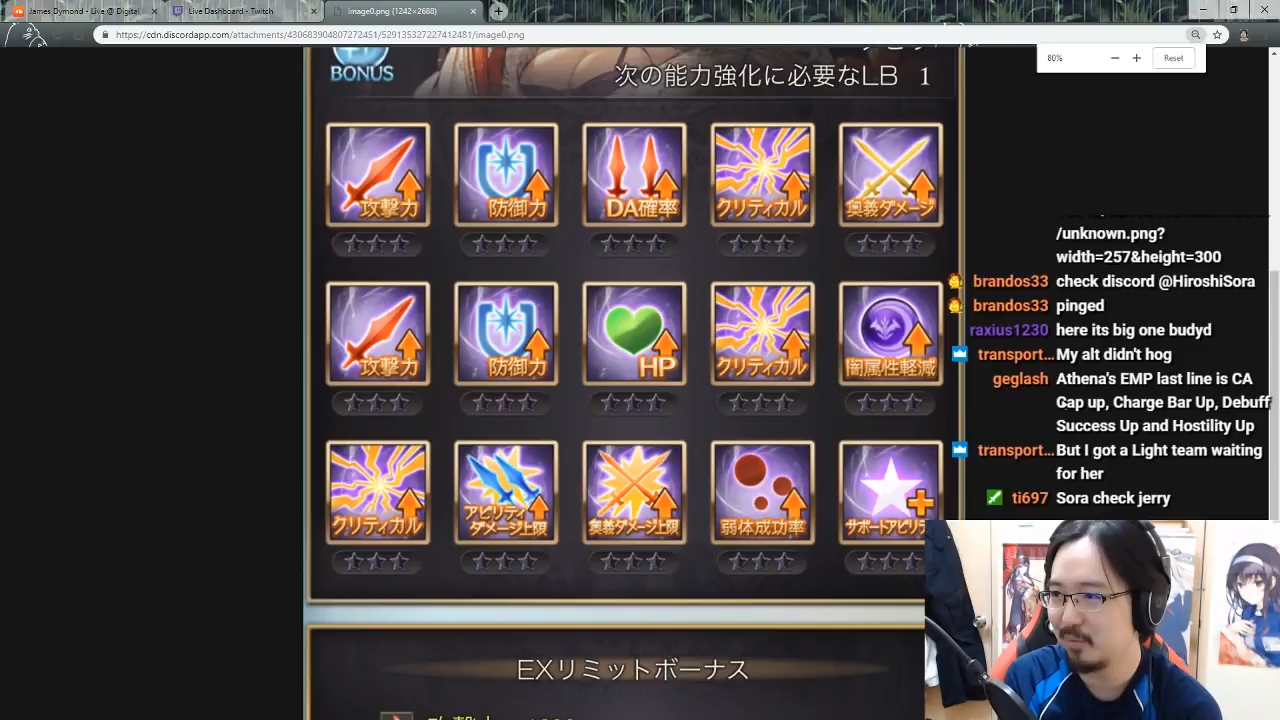 James Dymond - Live @ Digital
Live Dashboard - Twitch
image0.png (1242×2688)
https://cdn.discordapp.com/attachments/430683904807272451/529135327227412481/image0.png
80%
Reset
BONUS
次の能力強化に必要なLB 1
攻撃力
防御力
DA確率
クリティカル
奥義ダメージ
攻撃力
防御力
HP
クリティカル
闇属性軽減
クリティカル
アビリティ
ダメージ上限
奥義ダメージ上限
弱体成功率
サポートアビリテ
EXリミットボーナス
/unknown.png?
width=257&height=300
brandos33 check discord @HiroshiSora
brandos33 pinged
raxius1230 here its big one budyd
transport... My alt didn't hog
geglash Athena's EMP last line is CA
Gap up, Charge Bar Up, Debuff
Success Up and Hostility Up
transport... But I got a Light team waiting
for her
ti697 Sora check jerry